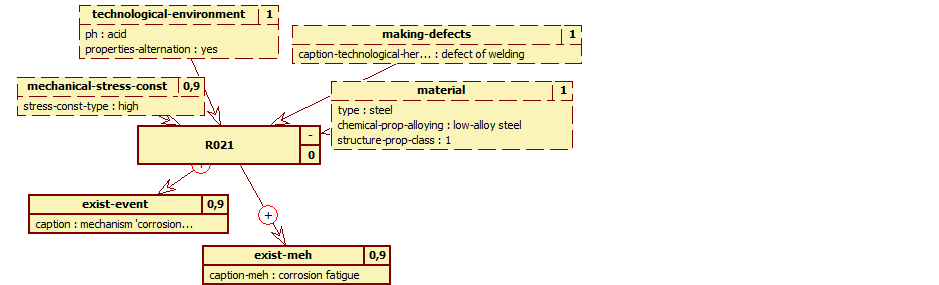 technological-environment 1
ph : acid
properties-alternation : yes
making-defects 1
caption-technological-her... : defect of welding
mechanical-stress-const 0,9
stress-const-type : high
material 1
type : steel
chemical-prop-alloying : low-alloy steel
structure-prop-class : 1
R021
-
0
exist-event 0,9
caption : mechanism 'corrosion...
+
exist-meh 0,9
caption-meh : corrosion fatigue